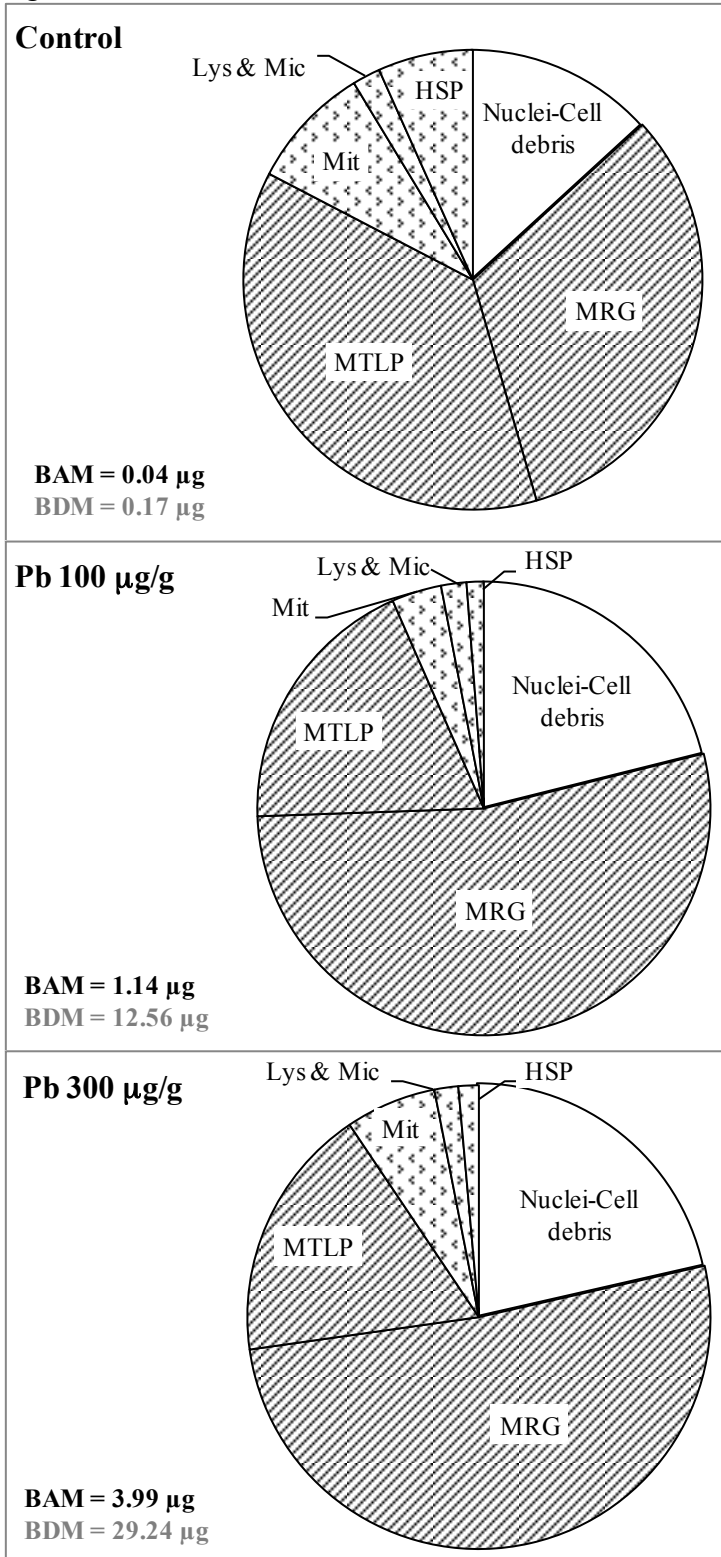 Control
Lys & Mic
HSP
Nuclei-Cell
debris
Mit
MRG
MTLP
BAM = 0.04 µg
BDM = 0.17 µg
Pb 100 µg/g
Lys & Mic
HSP
Mit
Nuclei-Cell
debris
MTLP
MRG
BAM = 1.14 µg
BDM = 12.56 µg
Pb 300 µg/g
Lys & Mic
HSP
Mit
Nuclei-Cell
debris
MTLP
MRG
BAM = 3.99 µg
BDM = 29.24 µg